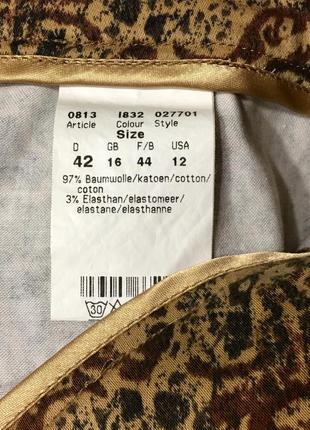 0813 I832 027701
Article Colour Style
Size
D GB F/B USA
42 16 44 12
97% Baumwolle/katoen/cotton/
coton
3% Elasthan/elastomeer/
elastane/elasthanne
30